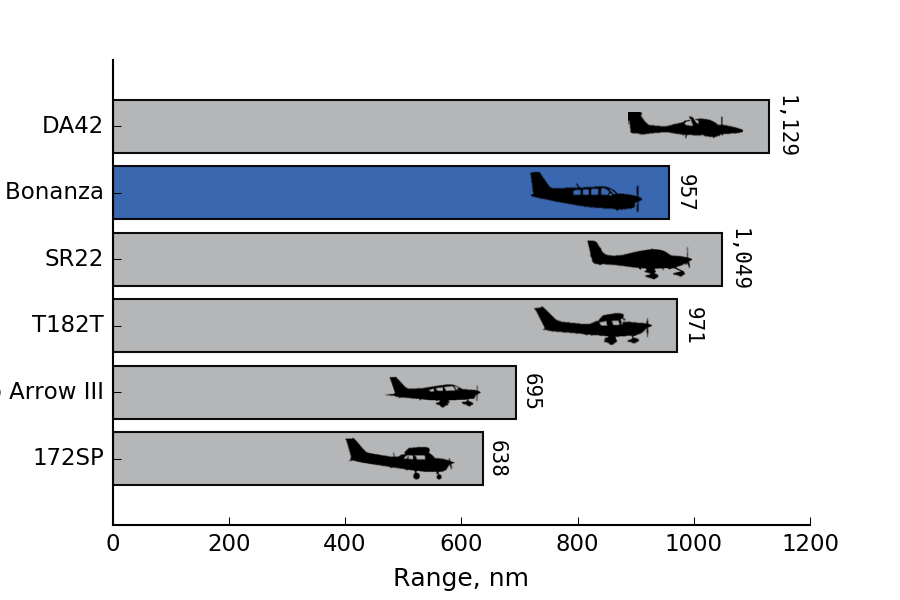 DA42
1,129
Bonanza
957
SR22
1,049
T182T
971
Arrow III
695
172SP
638
0 200 400 600 800 1000 1200
Range, nm